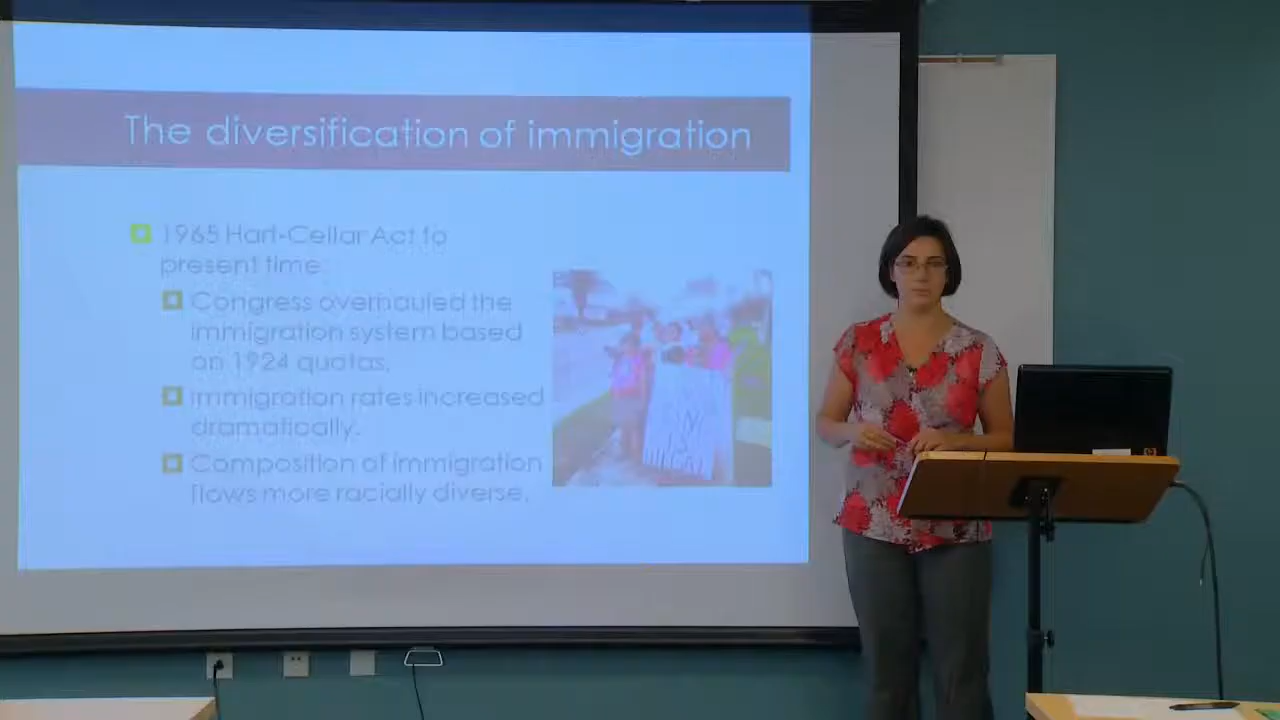 The diversification of immigration
1965 Hart-Cellar Act to
present time:
Congress overhauled the
immigration system based
on 1924 quotas.
Immigration rates increased
dramatically.
Composition of immigration
flows more racially diverse.